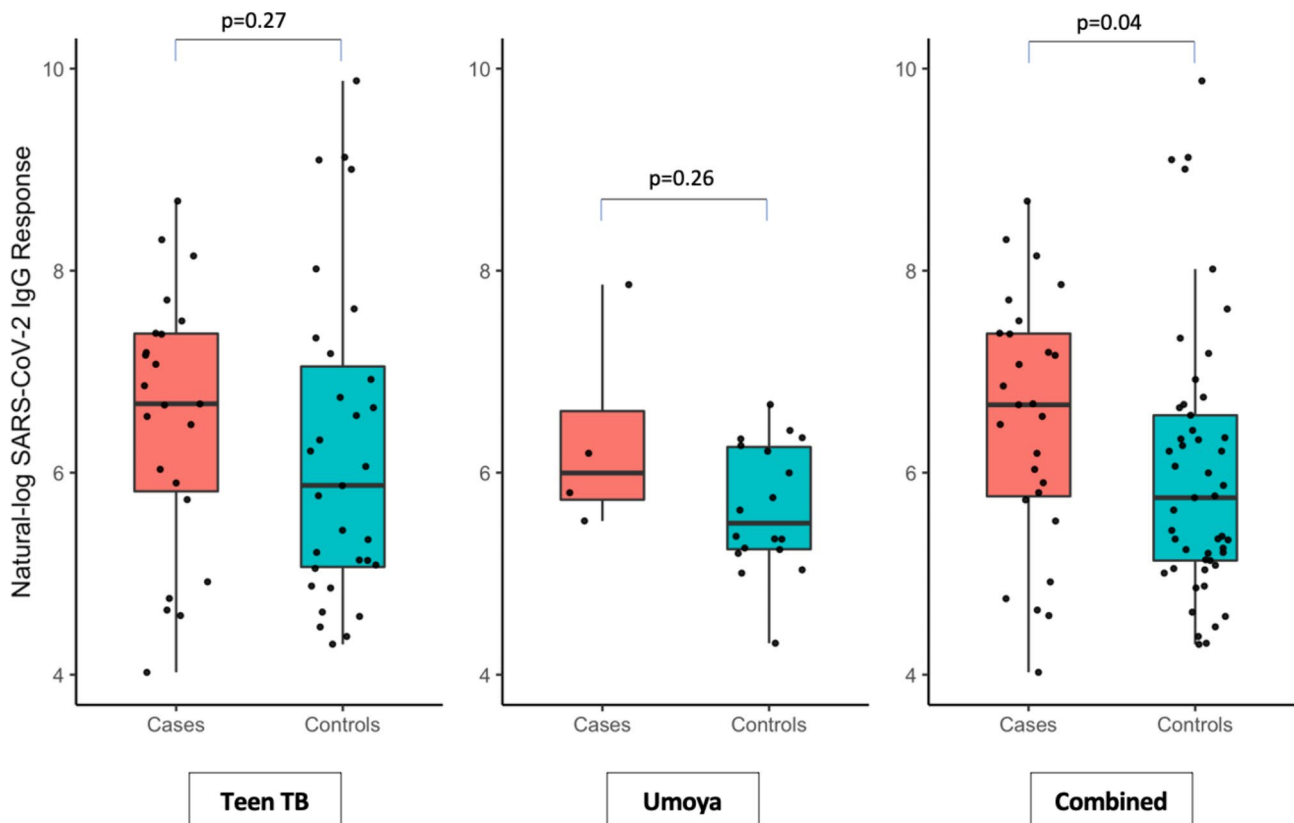 p=0.27
p=0.04
p=0.26
Natural-log SARS-CoV-2 IgG Response
10
8
6
4
10
8
6
4
10
8
6
4
Cases Controls
Cases Controls
Cases Controls
Teen TB
Umoya
Combined